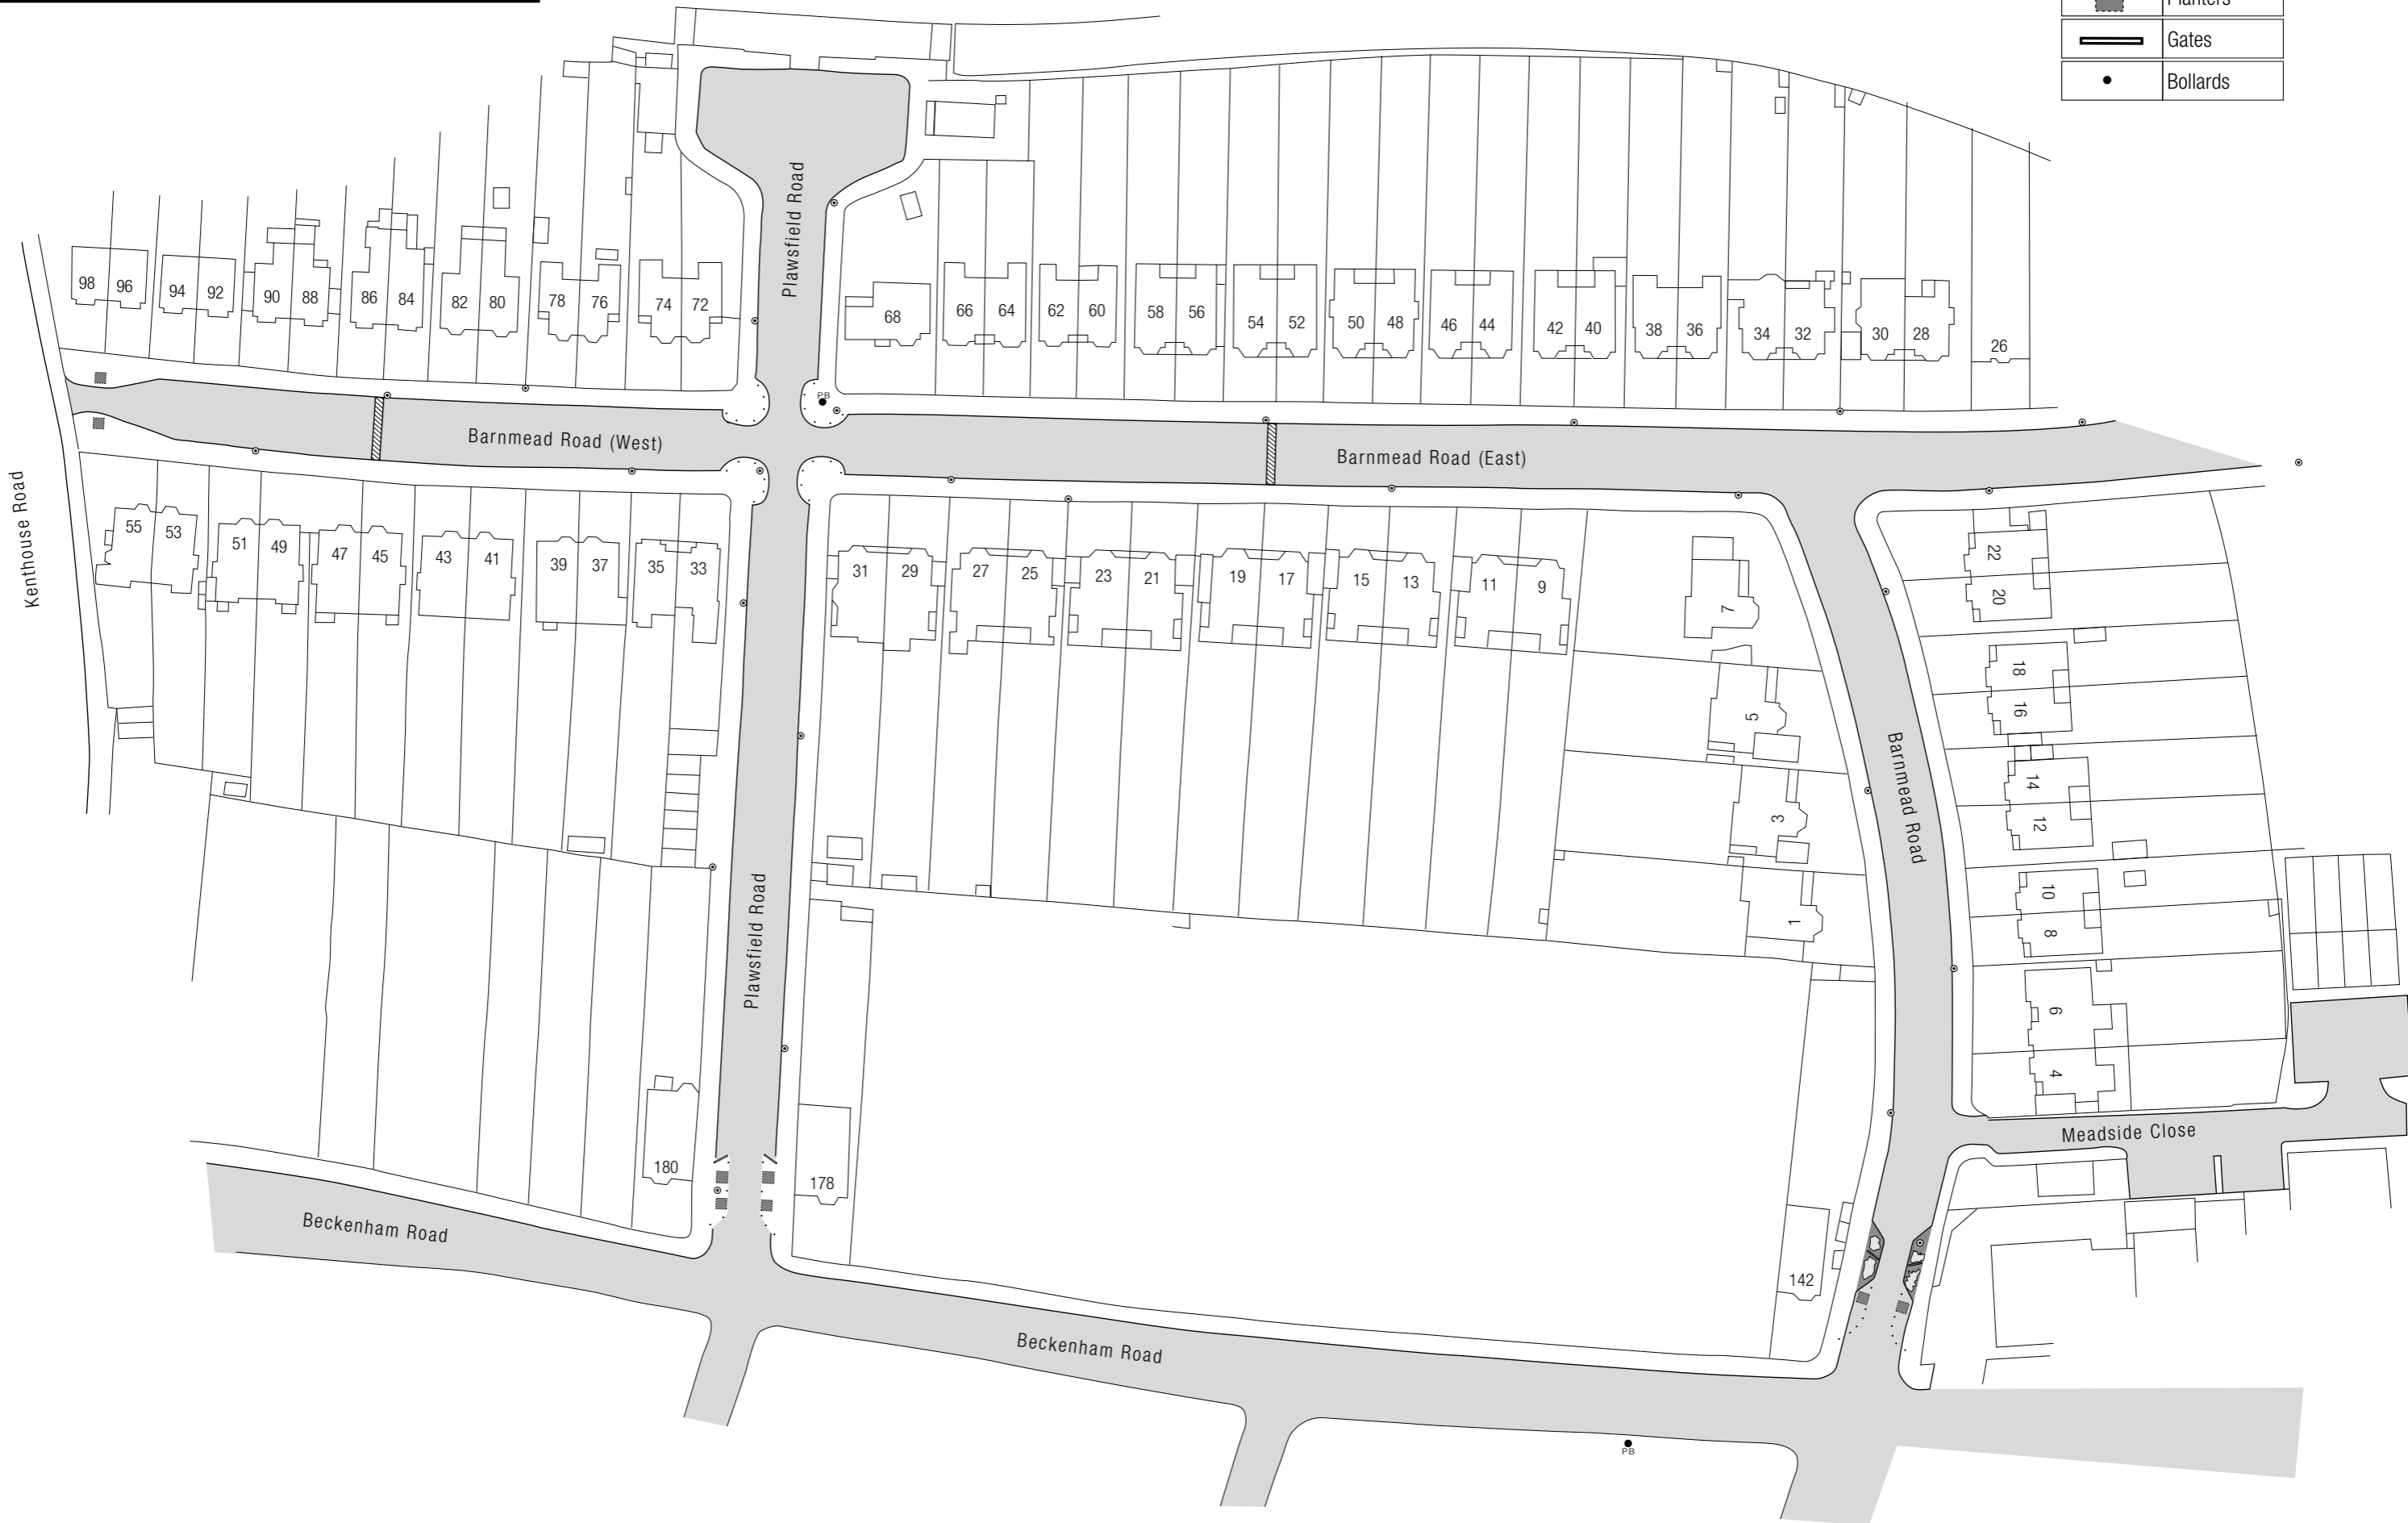 Planters
Gates
Bollards
Plawsfield Road
98 96 94 92 90 88 86 84 82 80 78 76 74 72
68 66 64 62 60 58 56 54 52 50 48 46 44 42 40 38 36 34 32 30 28 26
PB
Barnmead Road (West)
Barnmead Road (East)
Kenthouse Road
55 53 51 49 47 45 43 41 39 37 35 33
31 29 27 25 23 21 19 17 15 13 11 9
7
5
3
1
22
20
18
16
14
12
10
8
6
4
Barnmead Road
Plawsfield Road
Meadside Close
180
178
142
Beckenham Road
Beckenham Road
PB